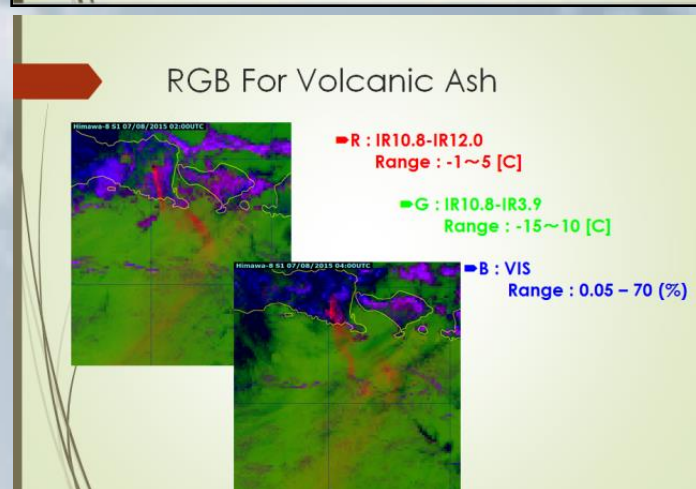 RGB For Volcanic Ash
Himawa-8 S1 07/08/2015 02:00UTC
R : IR10.8-IR12.0
Range : -1~5 [C]
G : IR10.8-IR3.9
Range : -15~10 [C]
Himawa-8 S1 07/08/2015 04:00UTC
B : VIS
Range : 0.05 – 70 (%)